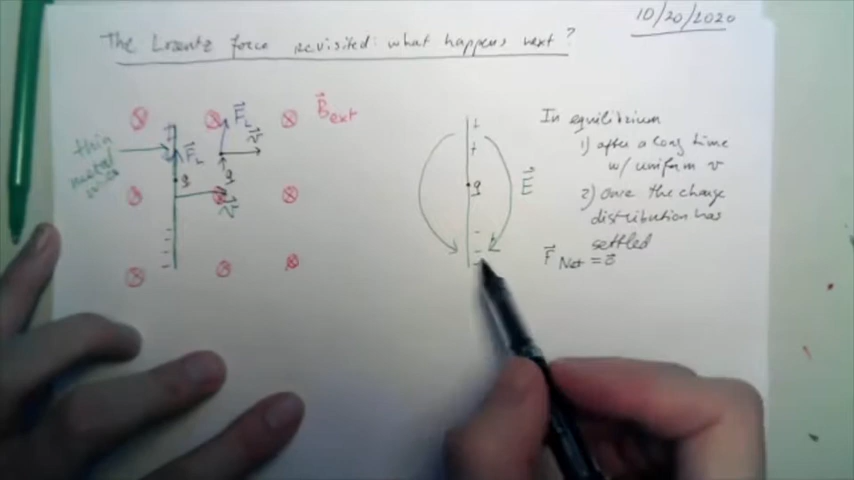 10/20/2020
The Lorentz force revisited: what happens next?
B ext
F L
v
thin
metal
wire
F L
q
q
v
+
+
q
E
In equilibrium
1) after a long time
w/ uniform v
2) once the charge
distribution has
settled
F Net = 0